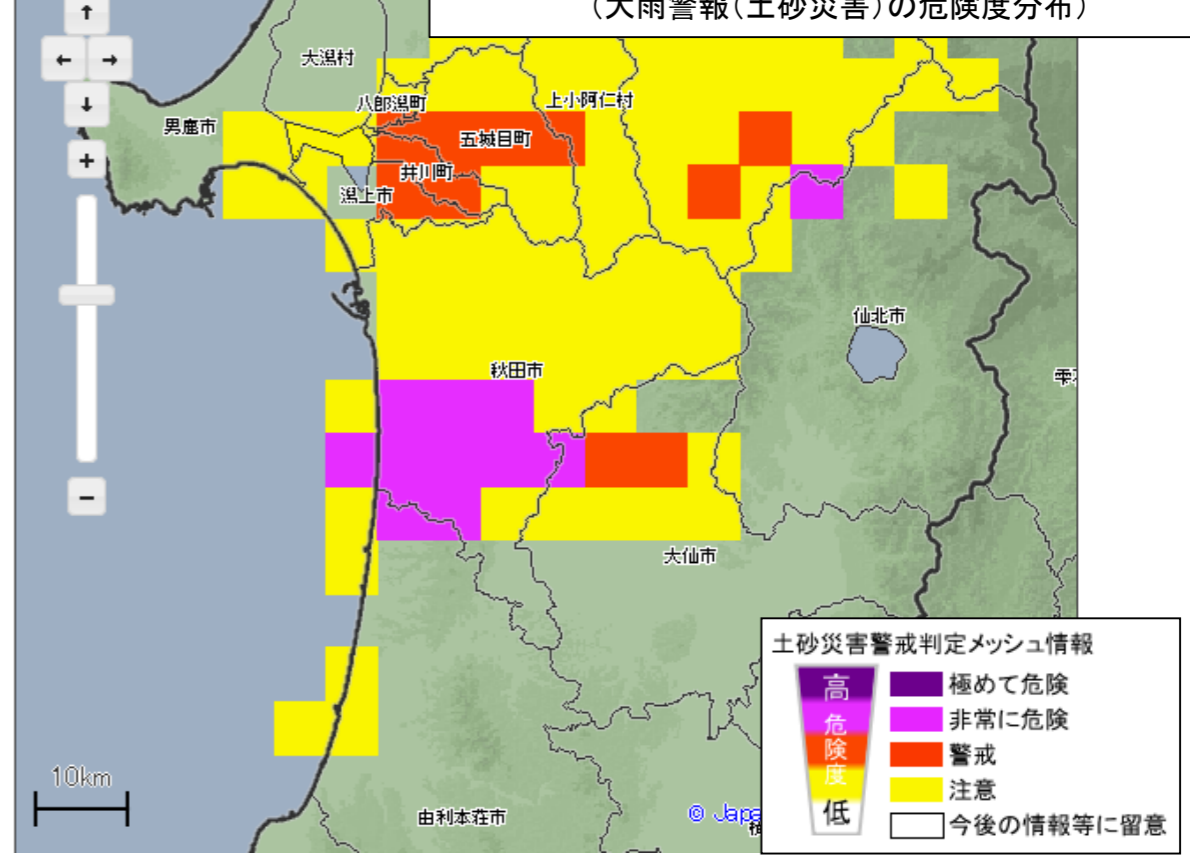 (大雨警報(土砂災害)の危険度分布)
大潟村
八郎潟町
上小阿仁村
男鹿市
五城目町
井川町
潟上市
仙北市
秋田市
大仙市
10km
由利本荘市
© Japa
土砂災害警戒判定メッシュ情報
高
危
険
度
低
極めて危険
非常に危険
警戒
注意
今後の情報等に留意